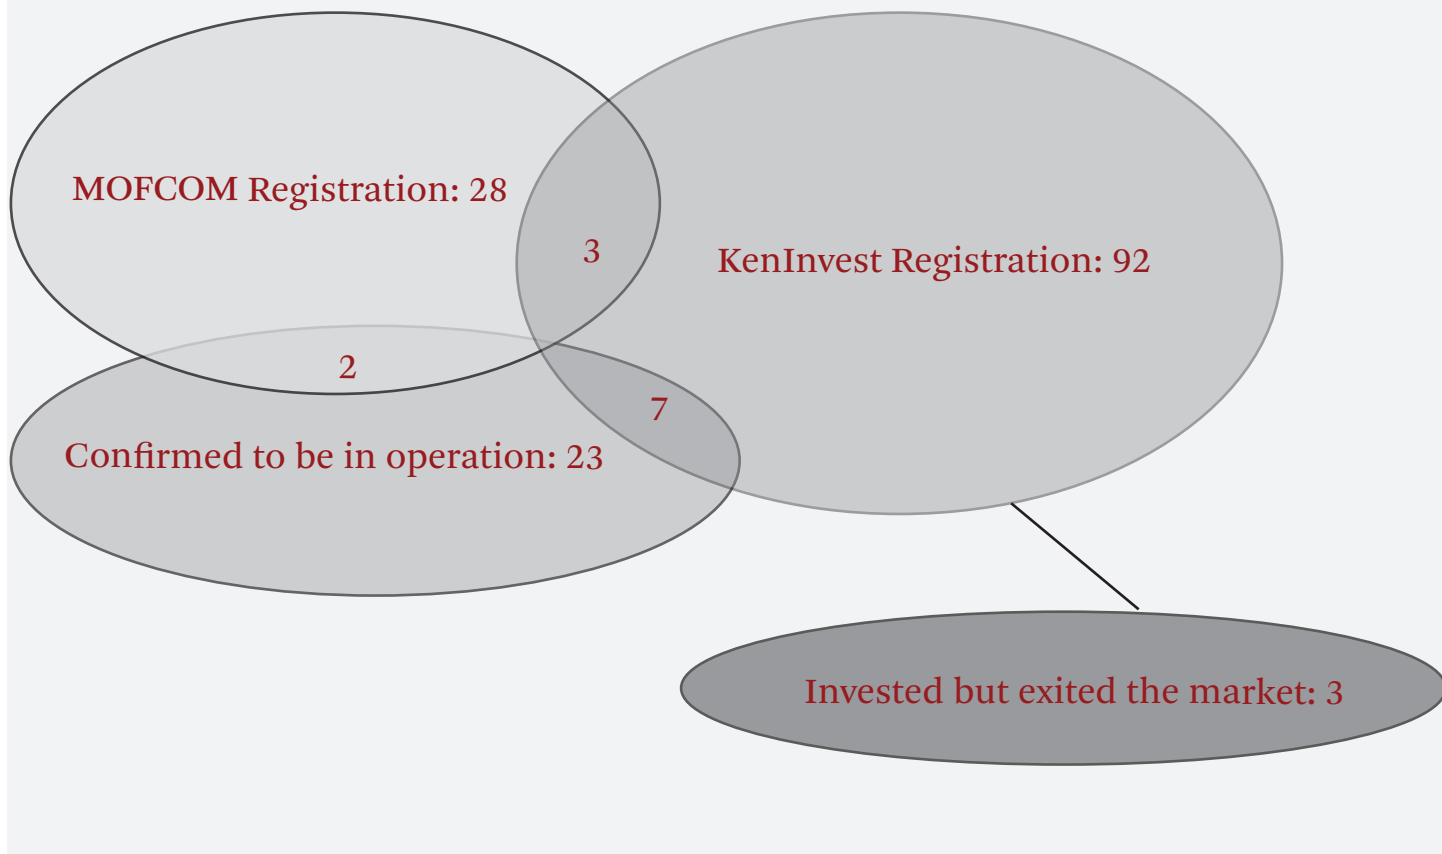 MOFCOM Registration: 28
3
KenInvest Registration: 92
2
7
Confirmed to be in operation: 23
Invested but exited the market: 3